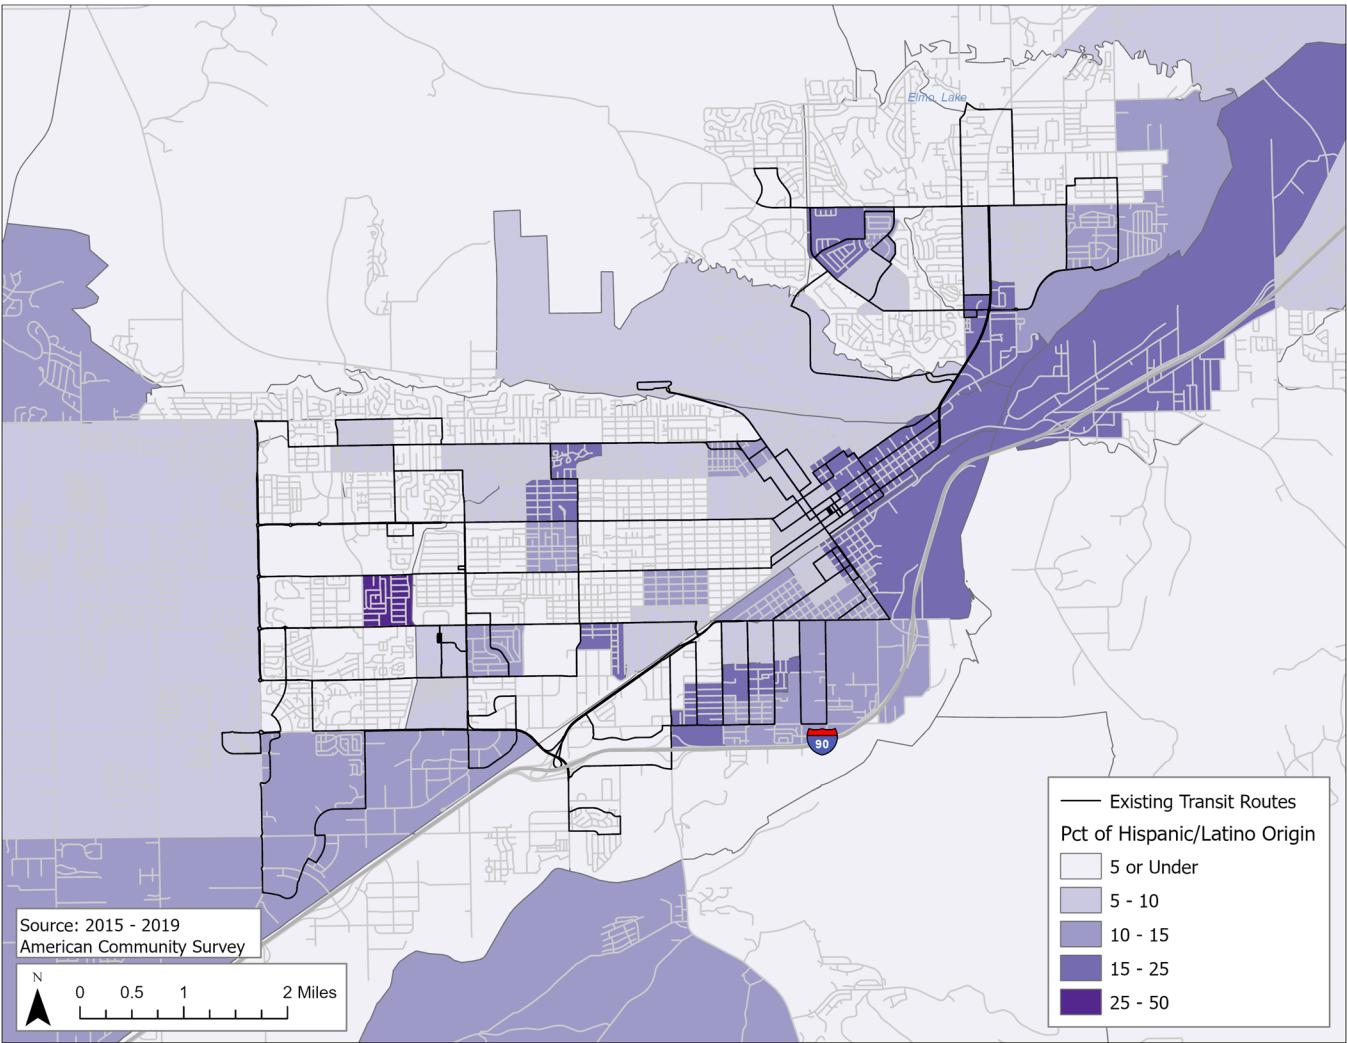 Elmo Lake
90
Existing Transit Routes
Pct of Hispanic/Latino Origin
5 or Under
5 - 10
10 - 15
15 - 25
25 - 50
Source: 2015 - 2019
American Community Survey
N
0 0.5 1 2 Miles